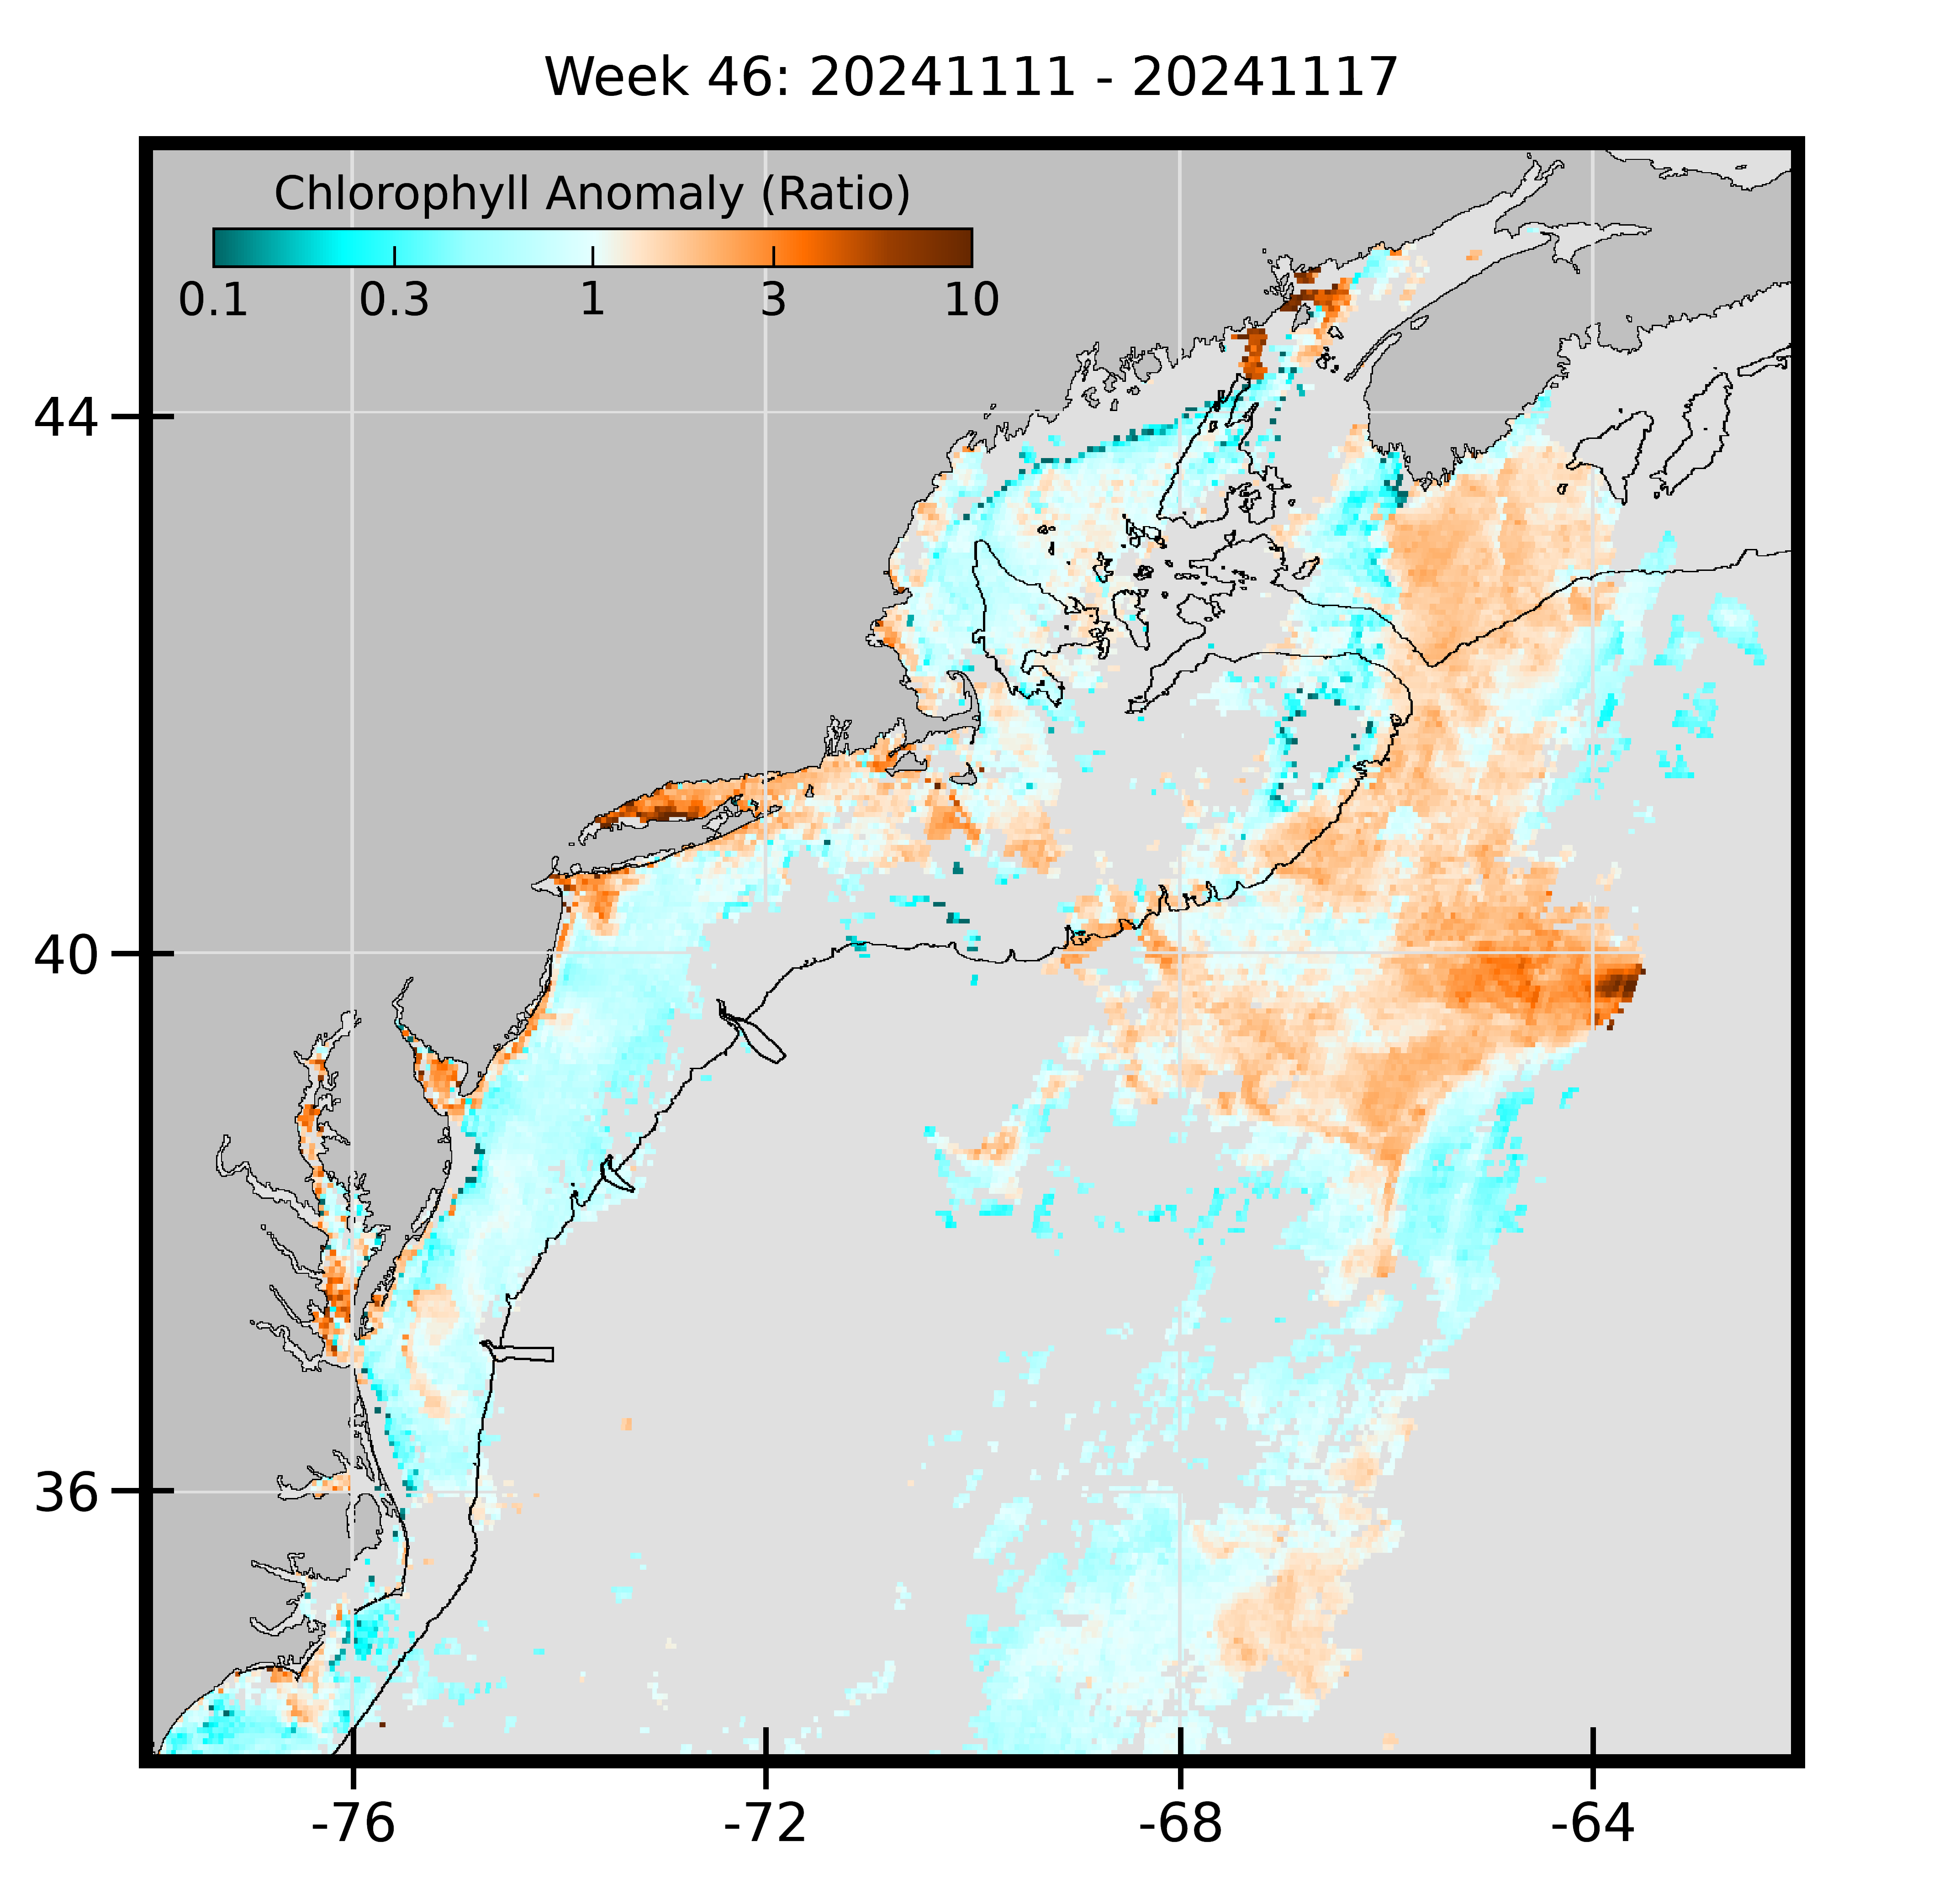 Week 46: 20241111 - 20241117
Chlorophyll Anomaly (Ratio)
0.1 0.3 1 3 10
44
40
36
-76 -72 -68 -64